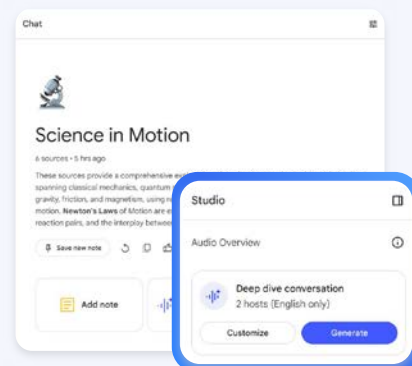 Chat
Science in Motion
6 sources • 5 hrs ago
These sources provide a comprehensive
spanning classical mechanics, quantum
gravity, friction, and magnetism, using
motion. Newton's Laws of Motion are
reaction pairs, and the interplay between
Save new note
Add note
Studio
Audio Overview
Deep dive conversation
2 hosts (English only)
Customize
Generate